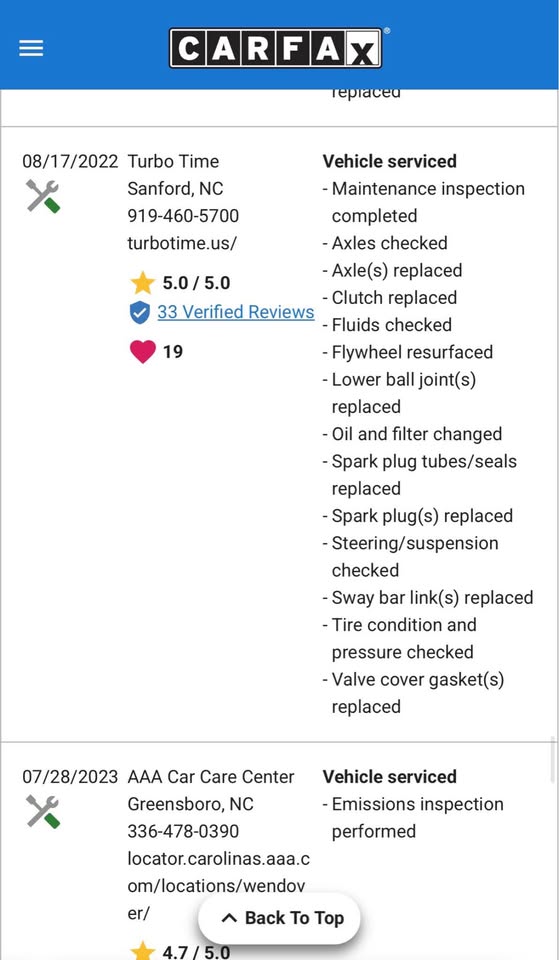 CARFAX®
replaced
08/17/2022
Turbo Time
Sanford, NC
919-460-5700
turbotime.us/
5.0 / 5.0
33 Verified Reviews
19
Vehicle serviced
- Maintenance inspection
completed
- Axles checked
- Axle(s) replaced
- Clutch replaced
- Fluids checked
- Flywheel resurfaced
- Lower ball joint(s)
replaced
- Oil and filter changed
- Spark plug tubes/seals
replaced
- Spark plug(s) replaced
- Steering/suspension
checked
- Sway bar link(s) replaced
- Tire condition and
pressure checked
- Valve cover gasket(s)
replaced
07/28/2023
AAA Car Care Center
Greensboro, NC
336-478-0390
locator.carolinas.aaa.c
om/locations/wendov
er/
4.7 / 5.0
Vehicle serviced
- Emissions inspection
performed
Back To Top